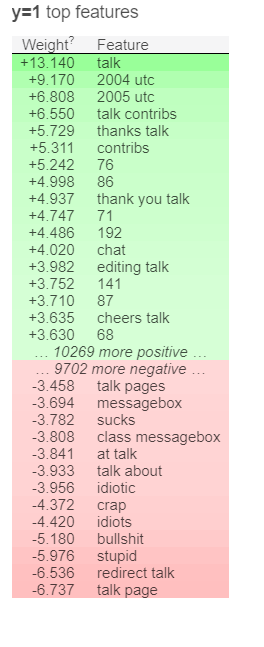 y=1 top features
Weight? Feature
+13.140 talk
+9.170 2004 utc
+6.808 2005 utc
+6.550 talk contribs
+5.729 thanks talk
+5.311 contribs
+5.242 76
+4.998 86
+4.937 thank you talk
+4.747 71
+4.486 192
+4.020 chat
+3.982 editing talk
+3.752 141
+3.710 87
+3.635 cheers talk
+3.630 68
… 10269 more positive …
… 9702 more negative …
-3.458 talk pages
-3.694 messagebox
-3.782 sucks
-3.808 class messagebox
-3.841 at talk
-3.933 talk about
-3.956 idiotic
-4.372 crap
-4.420 idiots
-5.180 bullshit
-5.976 stupid
-6.536 redirect talk
-6.737 talk page